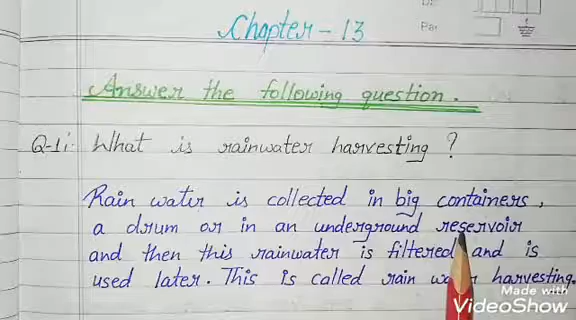 Chapter - 13
Pa
Answer the following question.
Q-1i: What is rainwater harvesting?
Rain water is collected in big containers,
a drum or in an underground reservoir
and then this rainwater is filtered and is
used later. This is called rain harvesting.
Made with
VideoShow